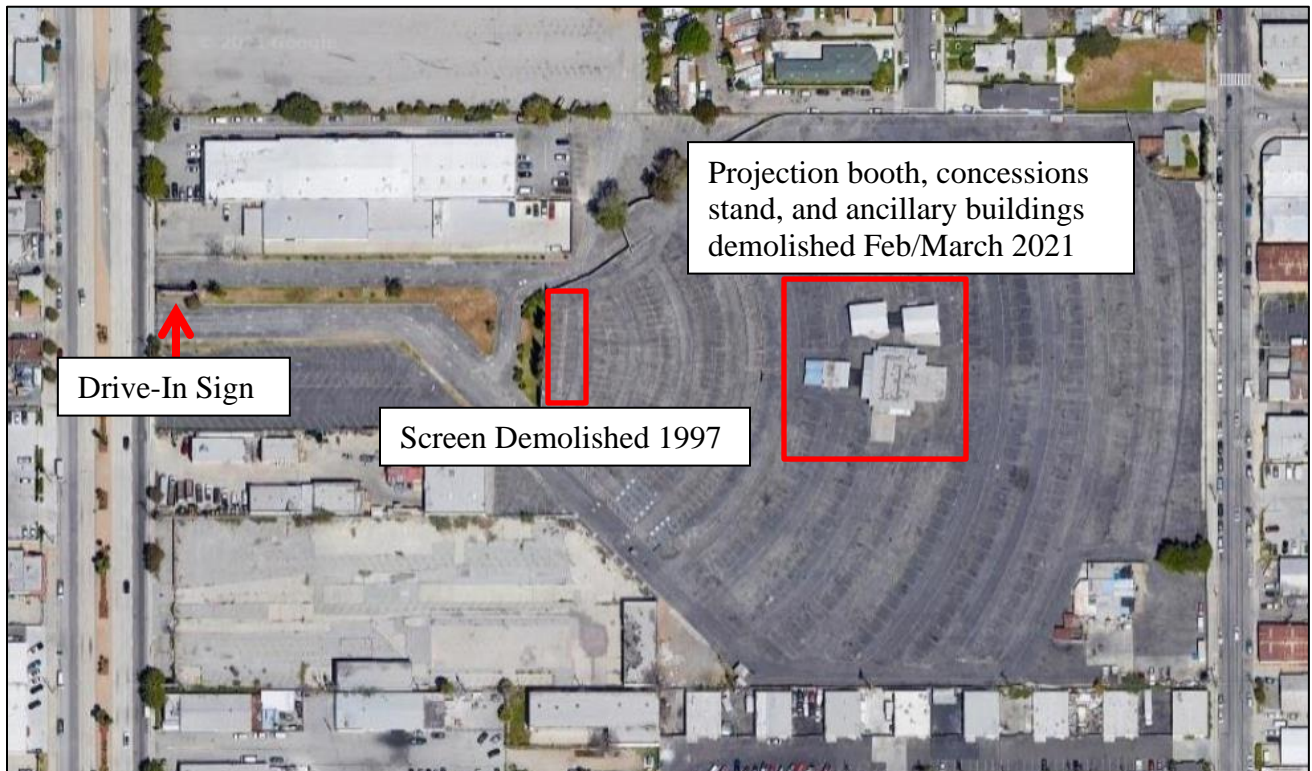 Projection booth, concessions
stand, and ancillary buildings
demolished Feb/March 2021
Drive-In Sign
Screen Demolished 1997